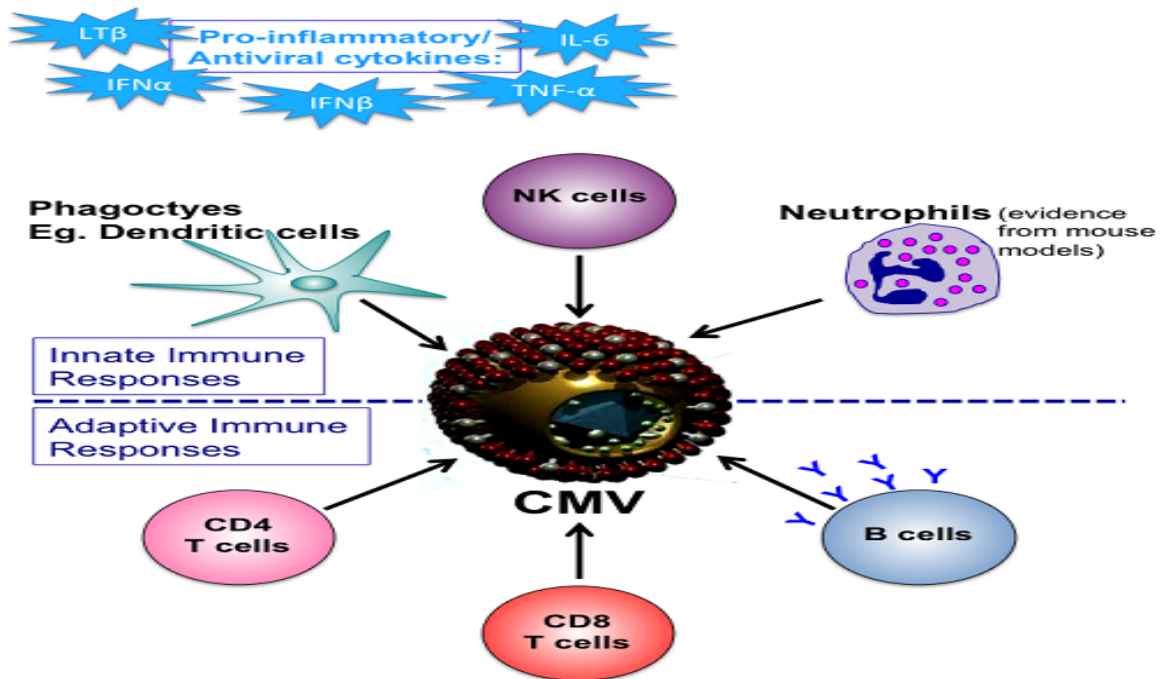 LTβ
Pro-inflammatory/
Antiviral cytokines:
IL-6
IFNα
IFNβ
TNF-α
NK cells
Phagoctyes
Eg. Dendritic cells
Neutrophils (evidence
from mouse
models)
Innate Immune
Responses
Adaptive Immune
Responses
CMV
CD4
T cells
B cells
CD8
T cells